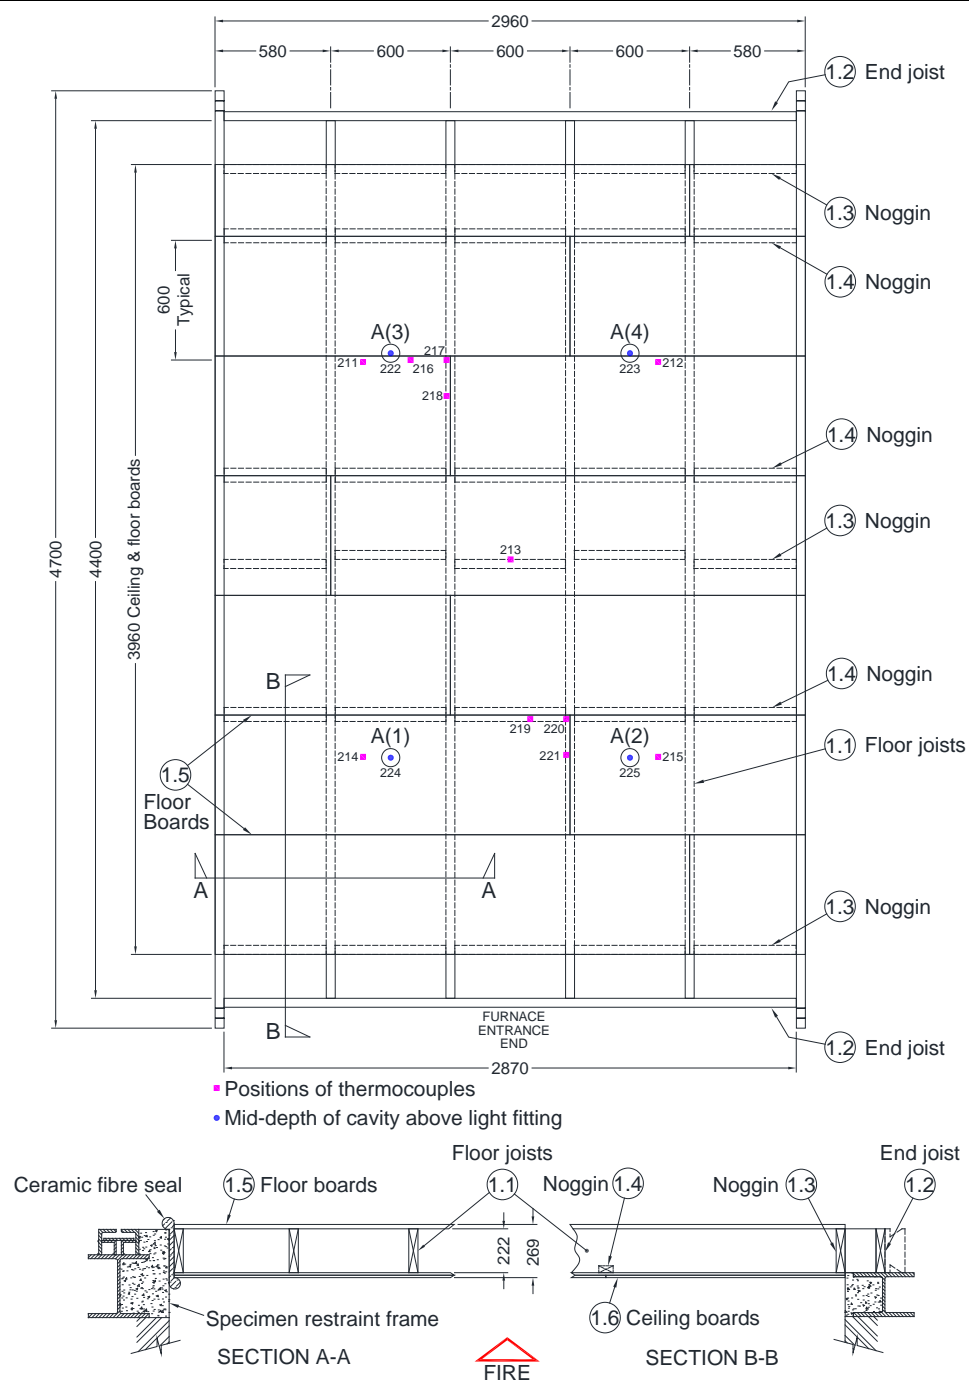 2960
580 600 600 600 580
1.2 End joist
1.3 Noggin
1.4 Noggin
600
Typical
A(3) A(4)
217
211 222 216 223 212
218
1.4 Noggin
3960 Ceiling & floor boards
4400
4700
1.3 Noggin
213
B
1.4 Noggin
219 220
A(1) A(2)
214 224 221 225 215
1.1 Floor joists
1.5
Floor
Boards
A A
1.3 Noggin
B
FURNACE
ENTRANCE
END
1.2 End joist
2870
Positions of thermocouples
Mid-depth of cavity above light fitting
Floor joists
End joist
Ceramic fibre seal
1.5 Floor boards
1.1
Noggin 1.4
Noggin 1.3
1.2
222
269
Specimen restraint frame
1.6 Ceiling boards
SECTION A-A
SECTION B-B
FIRE